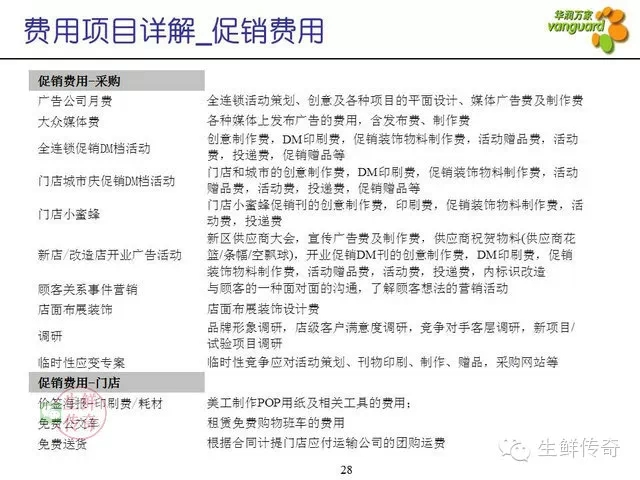 费用项目详解_促销费用
华润万家
vanguard
促销费用-采购
广告公司月费 全连锁活动策划、创意及各种项目的平面设计、媒体广告费及制作费
大众媒体费 各种媒体上发布广告的费用，含发布费、制作费
全连锁促销DM档活动 创意制作费，DM印刷费，促销装饰物料制作费，活动赠品费，活动
费，投递费，促销赠品等
门店城市庆促销DM档活动 门店和城市的创意制作费，DM印刷费，促销装饰物料制作费，活动
赠品费，活动费，投递费，促销赠品等
门店小蜜蜂 门店小蜜蜂促销刊的创意制作费，印刷费，促销装饰物料制作费，活
动费，投递费
新店/改造店开业广告活动 新区供应商大会，宣传广告费及制作费，供应商祝贺物料(供应商花
篮/条幅/空飘球)，开业促销DM刊的创意制作费，DM印刷费，促销
装饰物料制作费，活动赠品费，活动费，投递费，内标识改造
顾客关系事件营销 与顾客的一种面对面的沟通，了解顾客想法的营销活动
店面布展装饰 店面布展装饰设计费
调研 品牌形象调研，店级客户满意度调研，竞争对手客层调研，新项目/
试验项目调研
临时性应变专案 临时性竞争应对活动策划、刊物印刷、制作、赠品，采购网站等
促销费用-门店
价签海报-印刷费/耗材 美工制作POP用纸及相关工具的费用；
免费公交车 租赁免费购物班车的费用
免费送货 根据合同计提门店应付运输公司的团购运费
生鲜
传奇
28
生鲜传奇